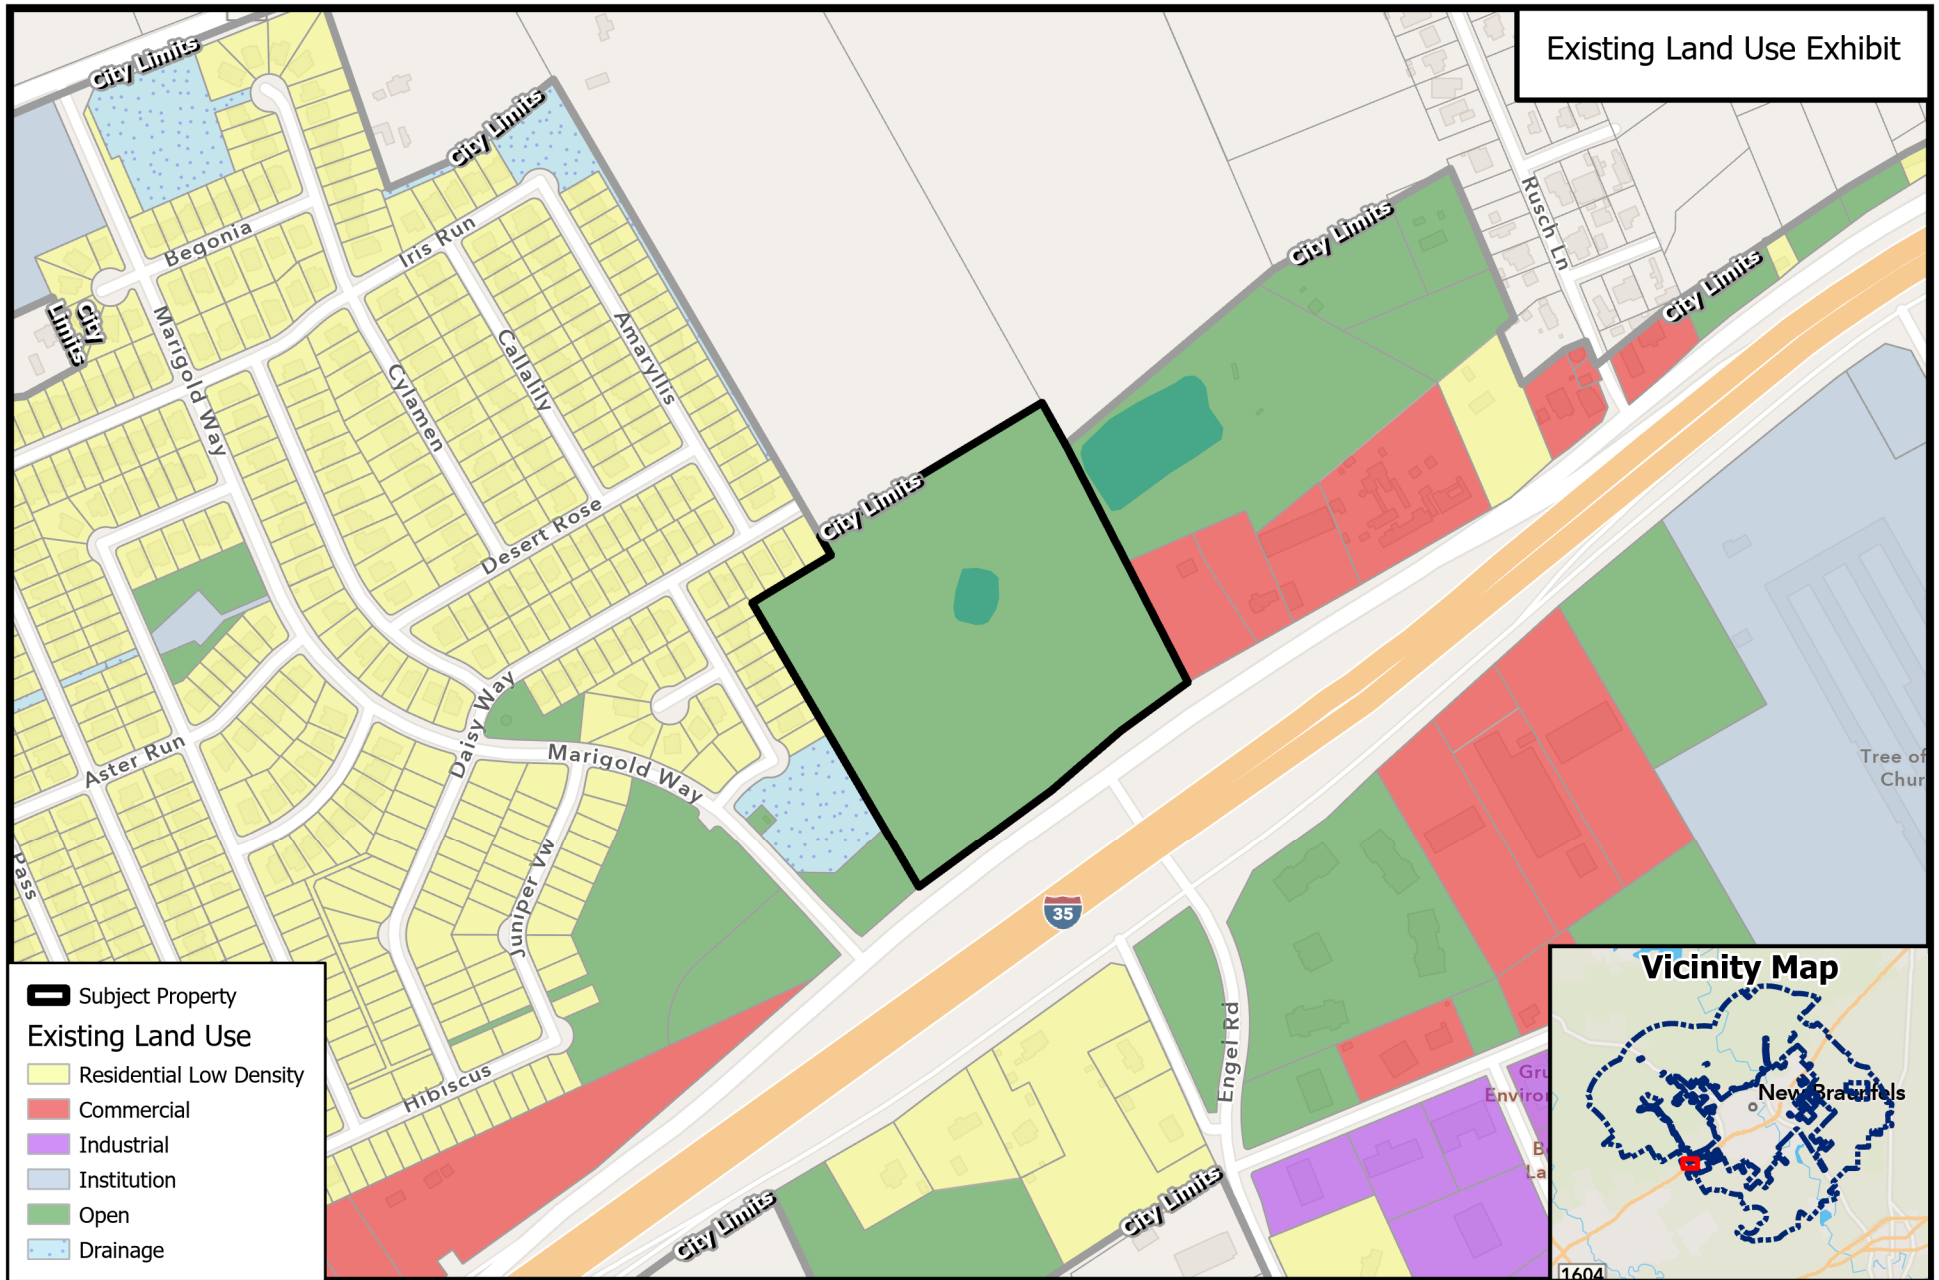 Existing Land Use Exhibit
City Limits
City Limits
City Limits
City Limits
City Limits
City
Limits
Rusch Ln
Begonia
Iris Run
Marigold Way
Cylamen
Callalily
Amaryllis
Desert Rose
Daisy Way
Marigold Way
Aster Run
Juniper Vw
Pass
Hibiscus
35
Engel Rd
Tree of
Chur
Gru
Enviro
B
La
City Limits
City Limits
Subject Property
Existing Land Use
Residential Low Density
Commercial
Industrial
Institution
Open
Drainage
Vicinity Map
New Braunfels
1604